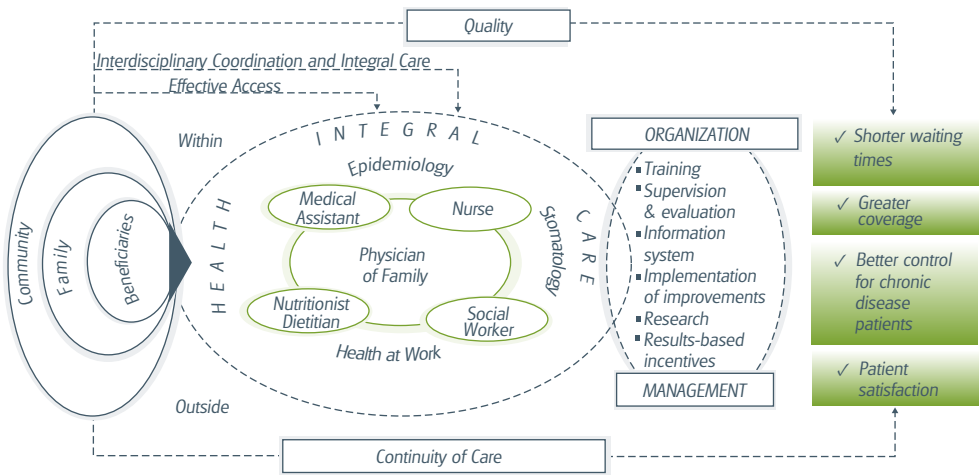 Quality
Interdisciplinary Coordination and Integral Care
Effective Access
Community
Family
Beneficiaries
Within
Outside
HEALTH
INTEGRAL
CARE
Epidemiology
Stomatology
Health at Work
Medical
Assistant
Nurse
Physician
of Family
Nutritionist
Dietitian
Social
Worker
ORGANIZATION
▪ Training
▪ Supervision
& evaluation
▪ Information
system
▪ Implementation
of improvements
▪ Research
▪ Results-based
incentives
MANAGEMENT
✓ Shorter waiting
times
✓ Greater
coverage
✓ Better control
for chronic
disease
patients
✓ Patient
satisfaction
Continuity of Care